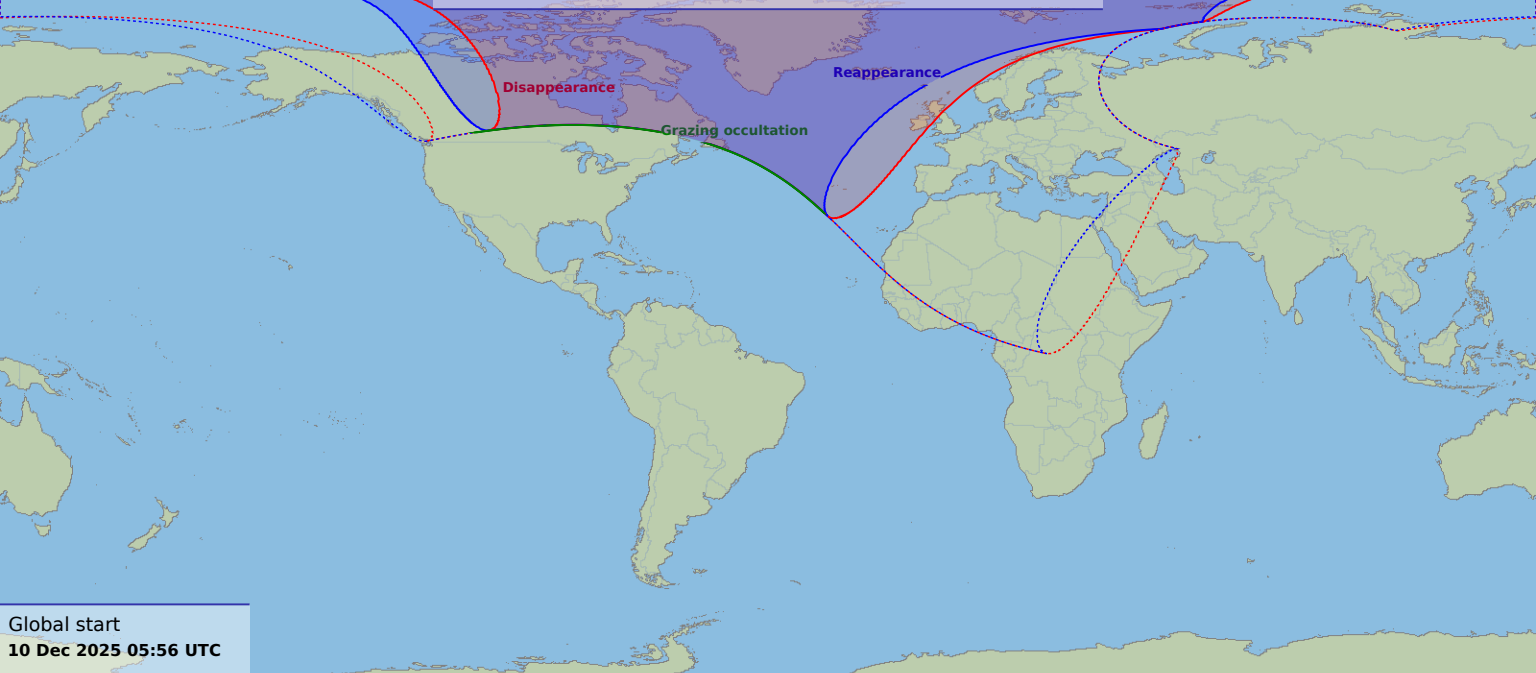 Reappearance
Disappearance
Grazing occultation
Global start
10 Dec 2025 05:56 UTC